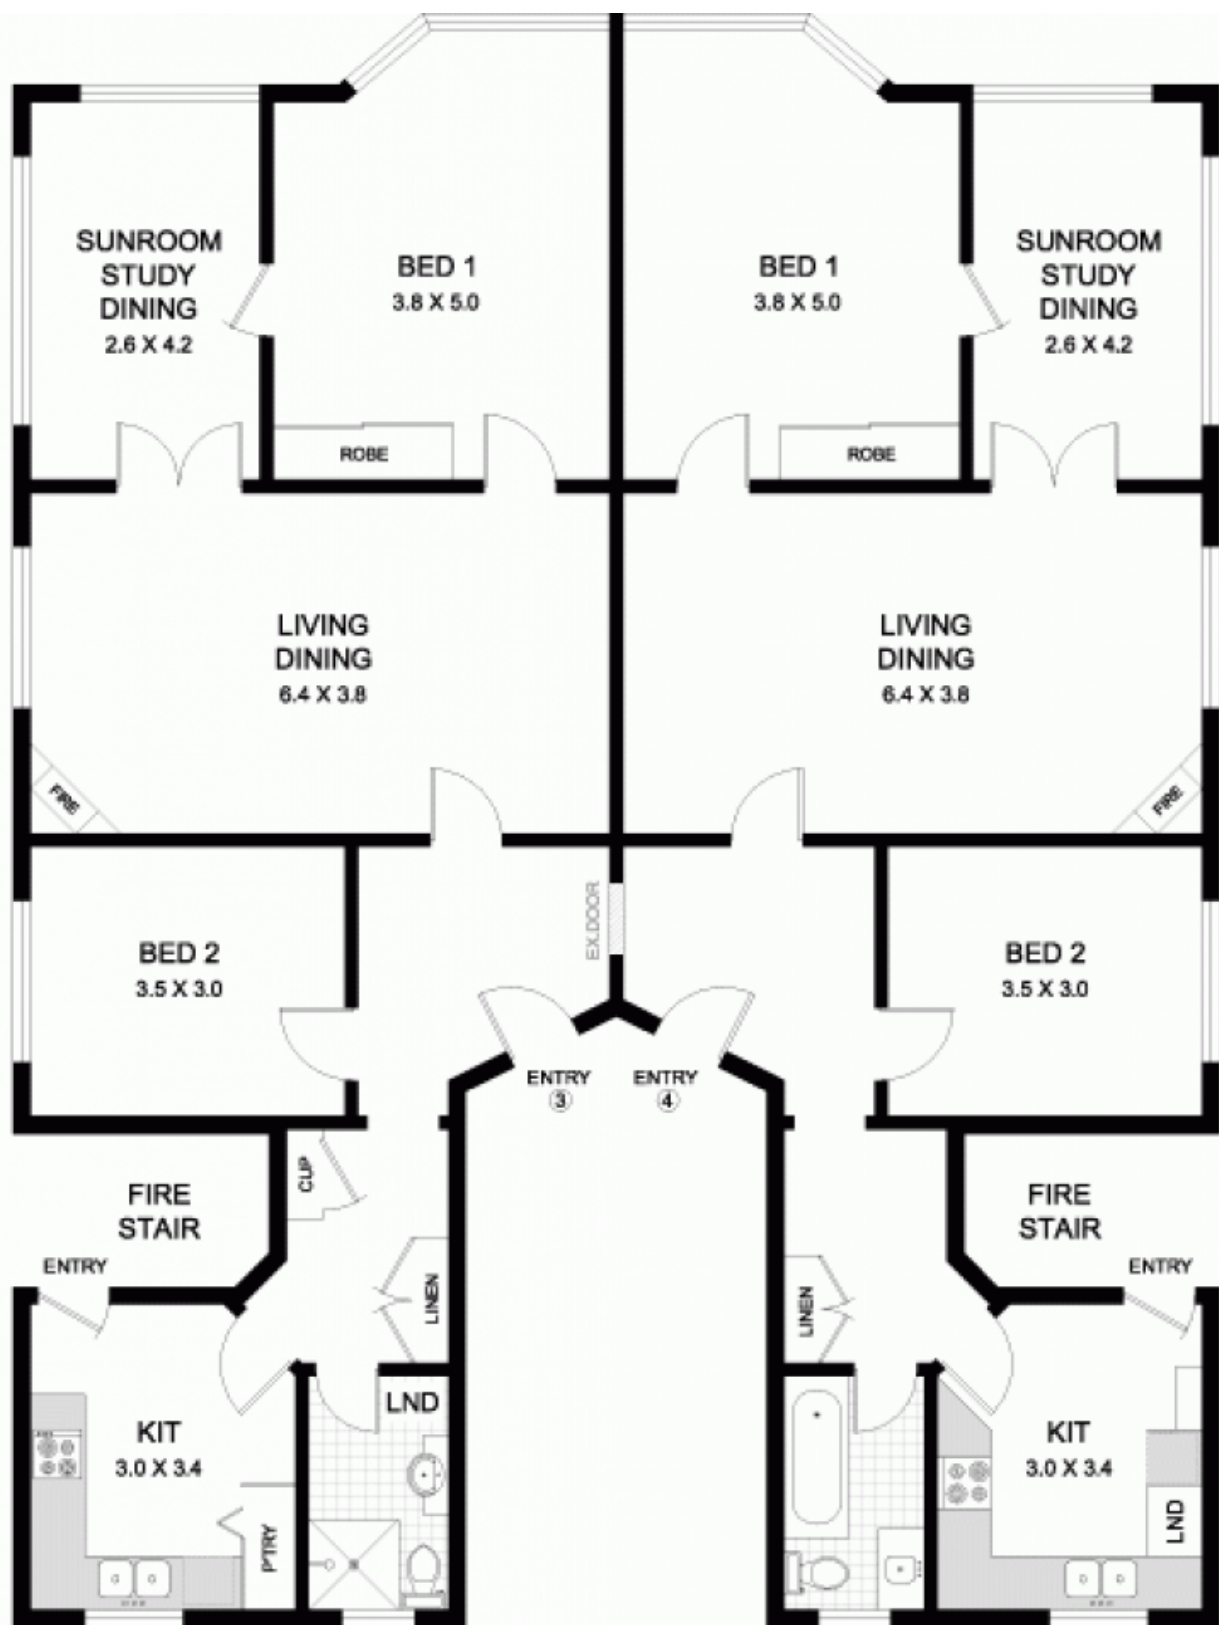 SUNROOM
STUDY
DINING
2.6 X 4.2
BED 1
3.8 X 5.0
BED 1
3.8 X 5.0
SUNROOM
STUDY
DINING
2.6 X 4.2
ROBE
ROBE
LIVING
DINING
6.4 X 3.8
LIVING
DINING
6.4 X 3.8
FIRE
FIRE
BED 2
3.5 X 3.0
EX.DOOR
BED 2
3.5 X 3.0
ENTRY
3
ENTRY
4
CUP
FIRE
STAIR
ENTRY
LINEN
LINEN
FIRE
STAIR
ENTRY
KIT
3.0 X 3.4
LND
P'TRY
KIT
3.0 X 3.4
LND